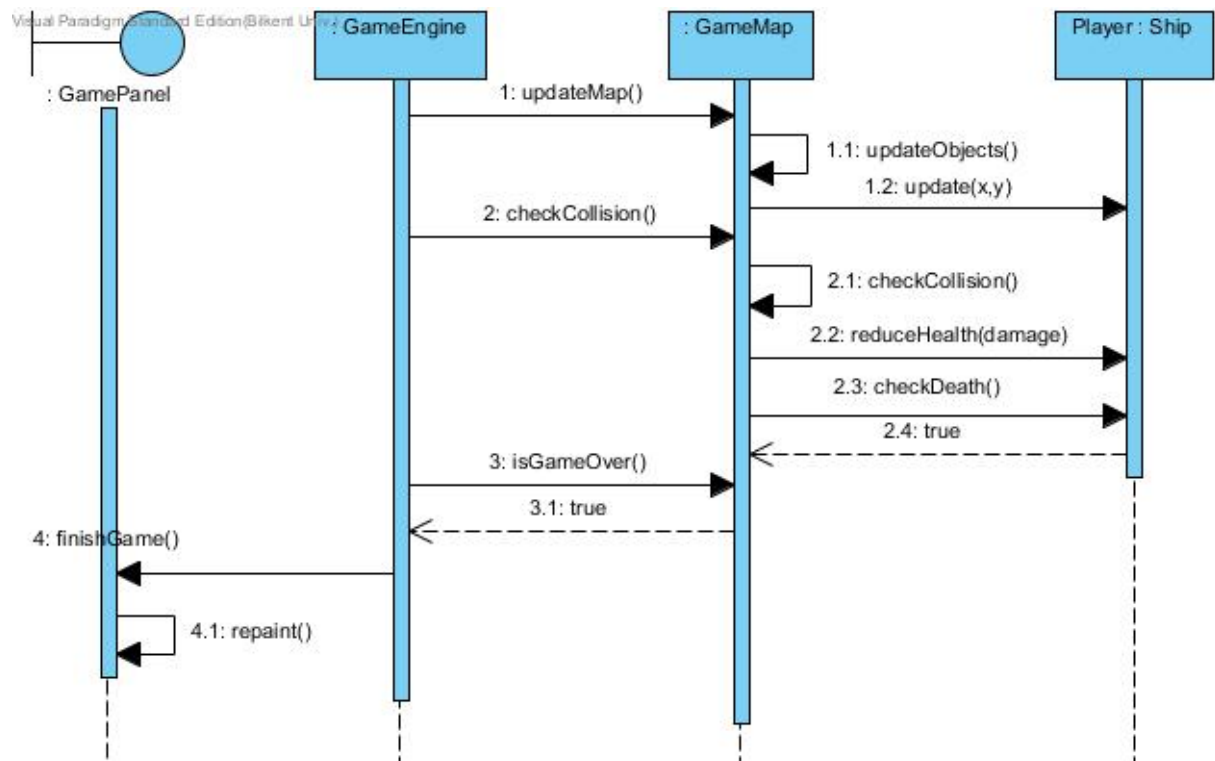 Visual Paradigm Standard Edition(Bilkent Univ.)
: GamePanel
: GameEngine
: GameMap
Player : Ship
1: updateMap()
1.1: updateObjects()
1.2: update(x,y)
2: checkCollision()
2.1: checkCollision()
2.2: reduceHealth(damage)
2.3: checkDeath()
2.4: true
3: isGameOver()
3.1: true
4: finishGame()
4.1: repaint()